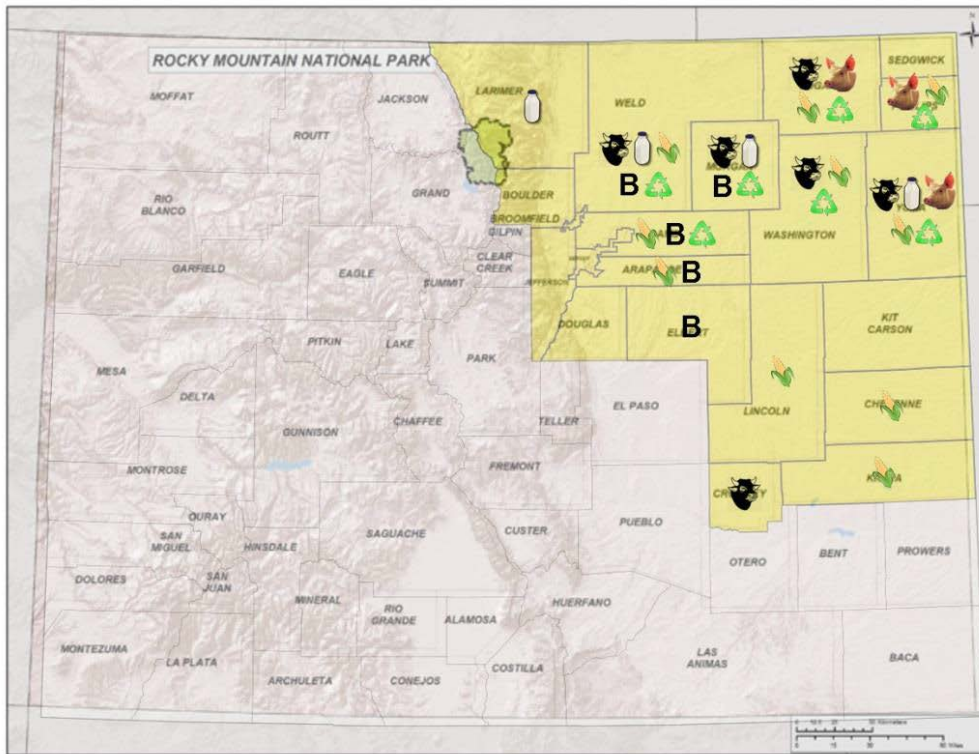 N
ROCKY MOUNTAIN NATIONAL PARK
SEDGWICK
MOFFAT
JACKSON
LARIMER
WELD
ROUTT
B
B
RIO
BLANCO
GRAND
BOULDER
BROOMFIELD
GILPIN
B
WASHINGTON
GARFIELD
EAGLE
CLEAR
CREEK
SUMMIT
JEFFERSON
B
DOUGLAS
B
KIT
CARSON
PITKIN
LAKE
PARK
MESA
DELTA
EL PASO
TELLER
CHAFFEE
LINCOLN
GUNNISON
MONTROSE
FREMONT
OURAY
SAN
MIGUEL
HINSDALE
SAGUACHE
CUSTER
PUEBLO
OTERO
BENT
PROWERS
DOLORES
SAN
JUAN
MINERAL
RIO
GRANDE
ALAMOSA
HUERFANO
MONTEZUMA
LA PLATA
ARCHULETA
CONEJOS
COSTILLA
LAS
ANIMAS
BACA